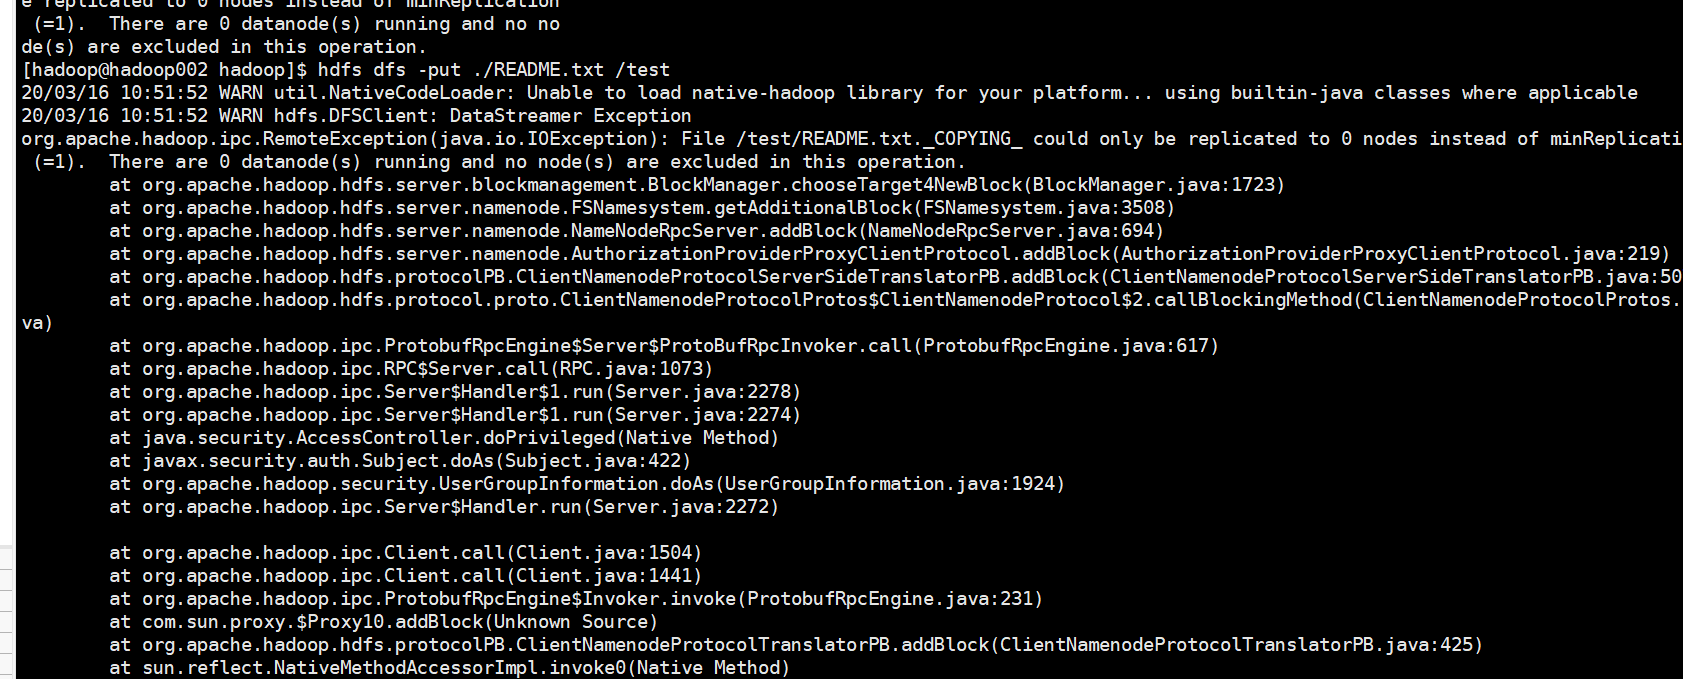 e replicated to 0 nodes instead of minReplication
 (=1).  There are 0 datanode(s) running and no no
de(s) are excluded in this operation.
[hadoop@hadoop002 hadoop]$ hdfs dfs -put ./README.txt /test
20/03/16 10:51:52 WARN util.NativeCodeLoader: Unable to load native-hadoop library for your platform... using builtin-java classes where applicable
20/03/16 10:51:52 WARN hdfs.DFSClient: DataStreamer Exception
org.apache.hadoop.ipc.RemoteException(java.io.IOException): File /test/README.txt._COPYING_ could only be replicated to 0 nodes instead of minReplicati
 (=1).  There are 0 datanode(s) running and no node(s) are excluded in this operation.
        at org.apache.hadoop.hdfs.server.blockmanagement.BlockManager.chooseTarget4NewBlock(BlockManager.java:1723)
        at org.apache.hadoop.hdfs.server.namenode.FSNamesystem.getAdditionalBlock(FSNamesystem.java:3508)
        at org.apache.hadoop.hdfs.server.namenode.NameNodeRpcServer.addBlock(NameNodeRpcServer.java:694)
        at org.apache.hadoop.hdfs.server.namenode.AuthorizationProviderProxyClientProtocol.addBlock(AuthorizationProviderProxyClientProtocol.java:219)
        at org.apache.hadoop.hdfs.protocolPB.ClientNamenodeProtocolServerSideTranslatorPB.addBlock(ClientNamenodeProtocolServerSideTranslatorPB.java:50
        at org.apache.hadoop.hdfs.protocol.proto.ClientNamenodeProtocolProtos$ClientNamenodeProtocol$2.callBlockingMethod(ClientNamenodeProtocolProtos.
va)
        at org.apache.hadoop.ipc.ProtobufRpcEngine$Server$ProtoBufRpcInvoker.call(ProtobufRpcEngine.java:617)
        at org.apache.hadoop.ipc.RPC$Server.call(RPC.java:1073)
        at org.apache.hadoop.ipc.Server$Handler$1.run(Server.java:2278)
        at org.apache.hadoop.ipc.Server$Handler$1.run(Server.java:2274)
        at java.security.AccessController.doPrivileged(Native Method)
        at javax.security.auth.Subject.doAs(Subject.java:422)
        at org.apache.hadoop.security.UserGroupInformation.doAs(UserGroupInformation.java:1924)
        at org.apache.hadoop.ipc.Server$Handler.run(Server.java:2272)

        at org.apache.hadoop.ipc.Client.call(Client.java:1504)
        at org.apache.hadoop.ipc.Client.call(Client.java:1441)
        at org.apache.hadoop.ipc.ProtobufRpcEngine$Invoker.invoke(ProtobufRpcEngine.java:231)
        at com.sun.proxy.$Proxy10.addBlock(Unknown Source)
        at org.apache.hadoop.hdfs.protocolPB.ClientNamenodeProtocolTranslatorPB.addBlock(ClientNamenodeProtocolTranslatorPB.java:425)
        at sun.reflect.NativeMethodAccessorImpl.invoke0(Native Method)